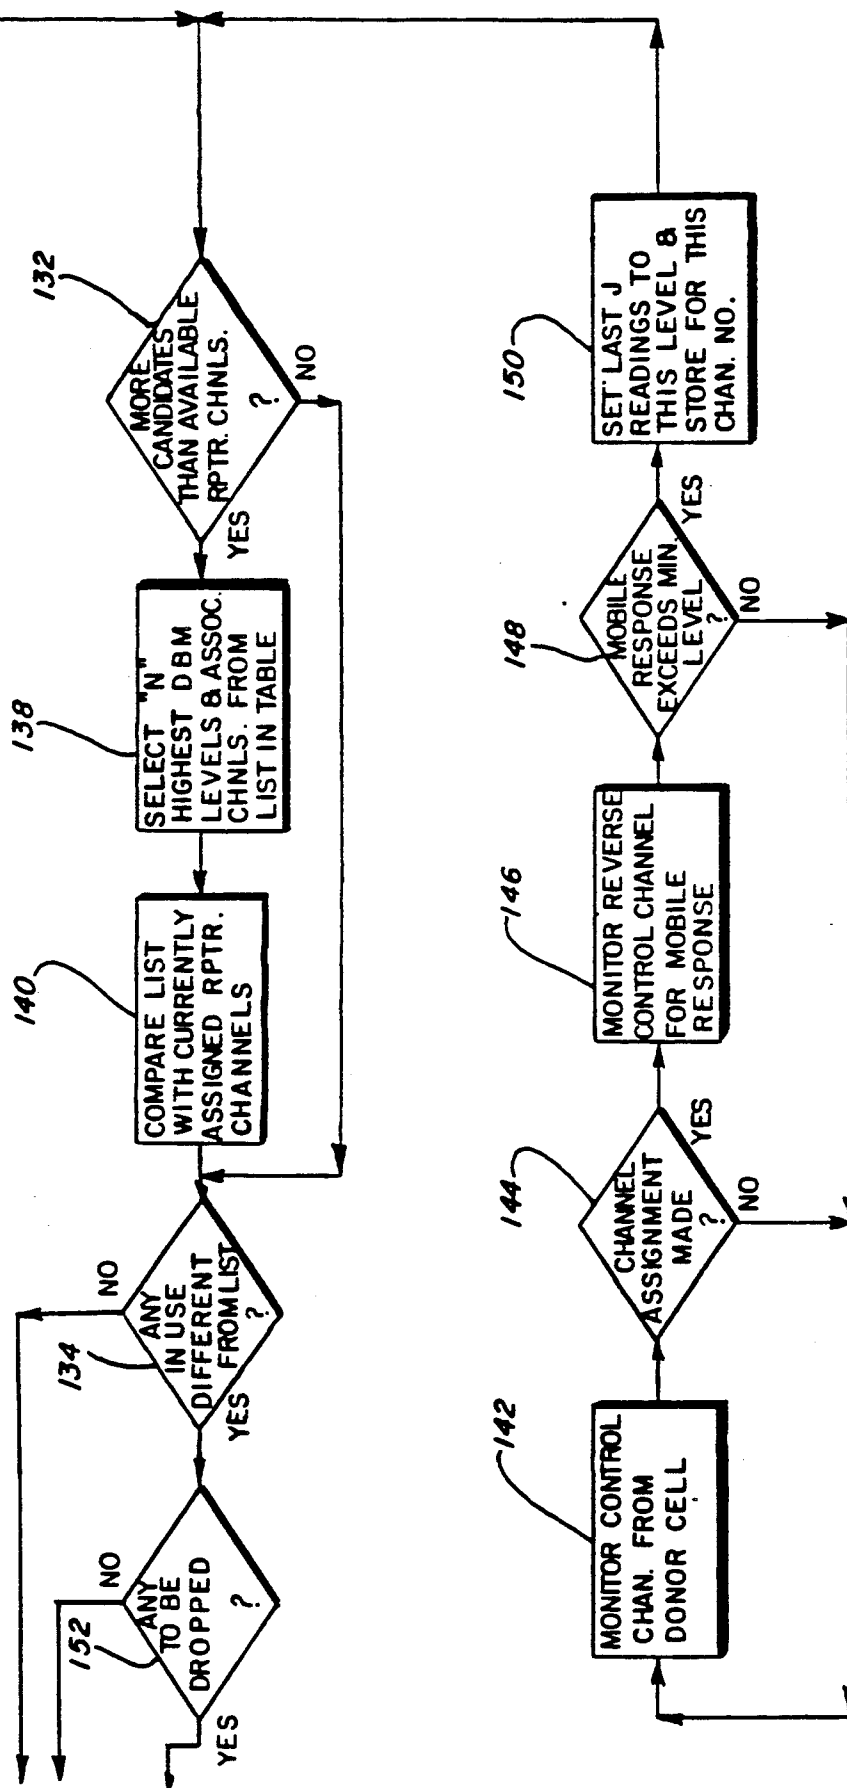 132
MORE
CANDIDATES
THAN AVAILABLE
RPTR. CHNLS.
?
NO
YES
138
SELECT "N"
HIGHEST DBM
LEVELS & ASSOC.
CHNLS. FROM
LIST IN TABLE
140
COMPARE LIST
WITH CURRENTLY
ASSIGNED RPTR.
CHANNELS
134
ANY
IN USE
DIFFERENT
FROM LIST
?
NO
YES
152
ANY
TO BE
DROPPED
?
NO
YES
142
MONITOR CONTROL
CHAN. FROM
DONOR CELL
144
CHANNEL
ASSIGNMENT
MADE
?
YES
NO
146
MONITOR REVERSE
CONTROL CHANNEL
FOR MOBILE
RESPONSE
148
MOBILE
RESPONSE
EXCEEDS MIN.
LEVEL
?
YES
NO
150
SET LAST J
READINGS TO
THIS LEVEL &
STORE FOR THIS
CHAN. NO.